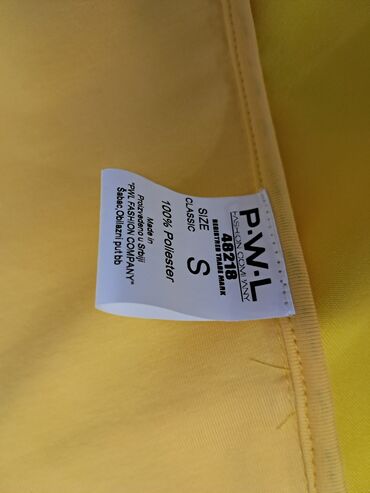 P.W.L
FASHION COMPANY
48218
REGISTRED TRADE MARK
SIZE S
CLASSIC
100% Poliester
Made in
Proizvedeno u Srbiji
"PWL FASHION COMPANY"
Šabac,Obilazni put bb